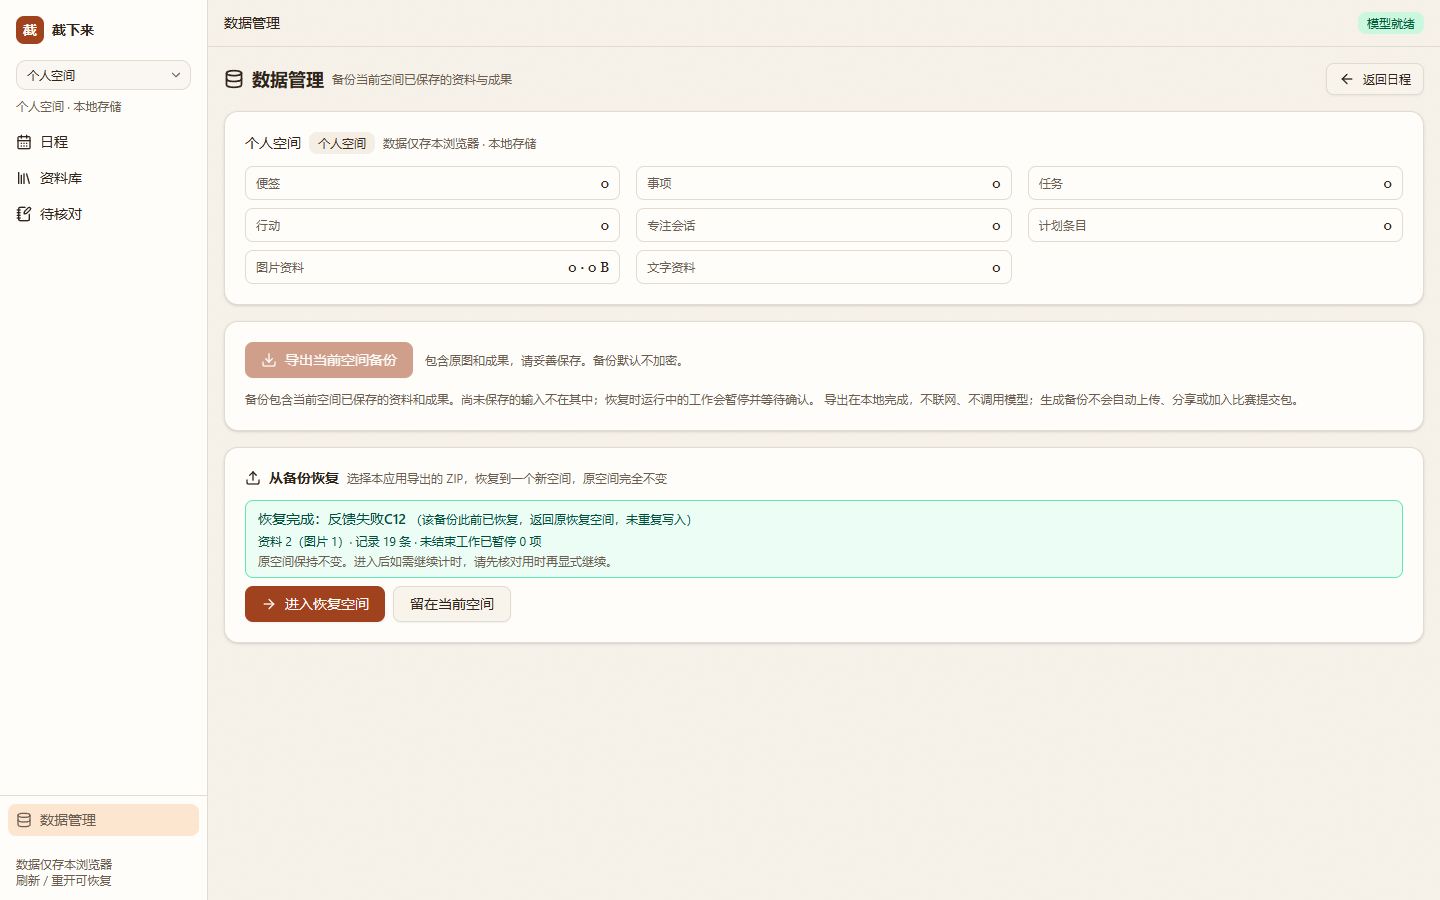 截 截下来
个人空间
个人空间 · 本地存储
日程
资料库
待核对
数据管理
数据仅存本浏览器
刷新 / 重开可恢复
数据管理
模型就绪
数据管理 备份当前空间已保存的资料与成果
返回日程
个人空间 个人空间 数据仅存本浏览器 · 本地存储
便签 0
事项 0
任务 0
行动 0
专注会话 0
计划条目 0
图片资料 0 · 0 B
文字资料 0
导出当前空间备份 包含原图和成果，请妥善保存。备份默认不加密。
备份包含当前空间已保存的资料和成果。尚未保存的输入不在其中；恢复时运行中的工作会暂停并等待确认。 导出在本地完成，不联网、不调用模型；生成备份不会自动上传、分享或加入比赛提交包。
从备份恢复 选择本应用导出的 ZIP，恢复到一个新空间，原空间完全不变
恢复完成：反馈失败C12 （该备份此前已恢复，返回原恢复空间，未重复写入）
资料 2（图片 1）· 记录 19 条 · 未结束工作已暂停 0 项
原空间保持不变。进入后如需继续计时，请先核对用时再显式继续。
进入恢复空间
留在当前空间